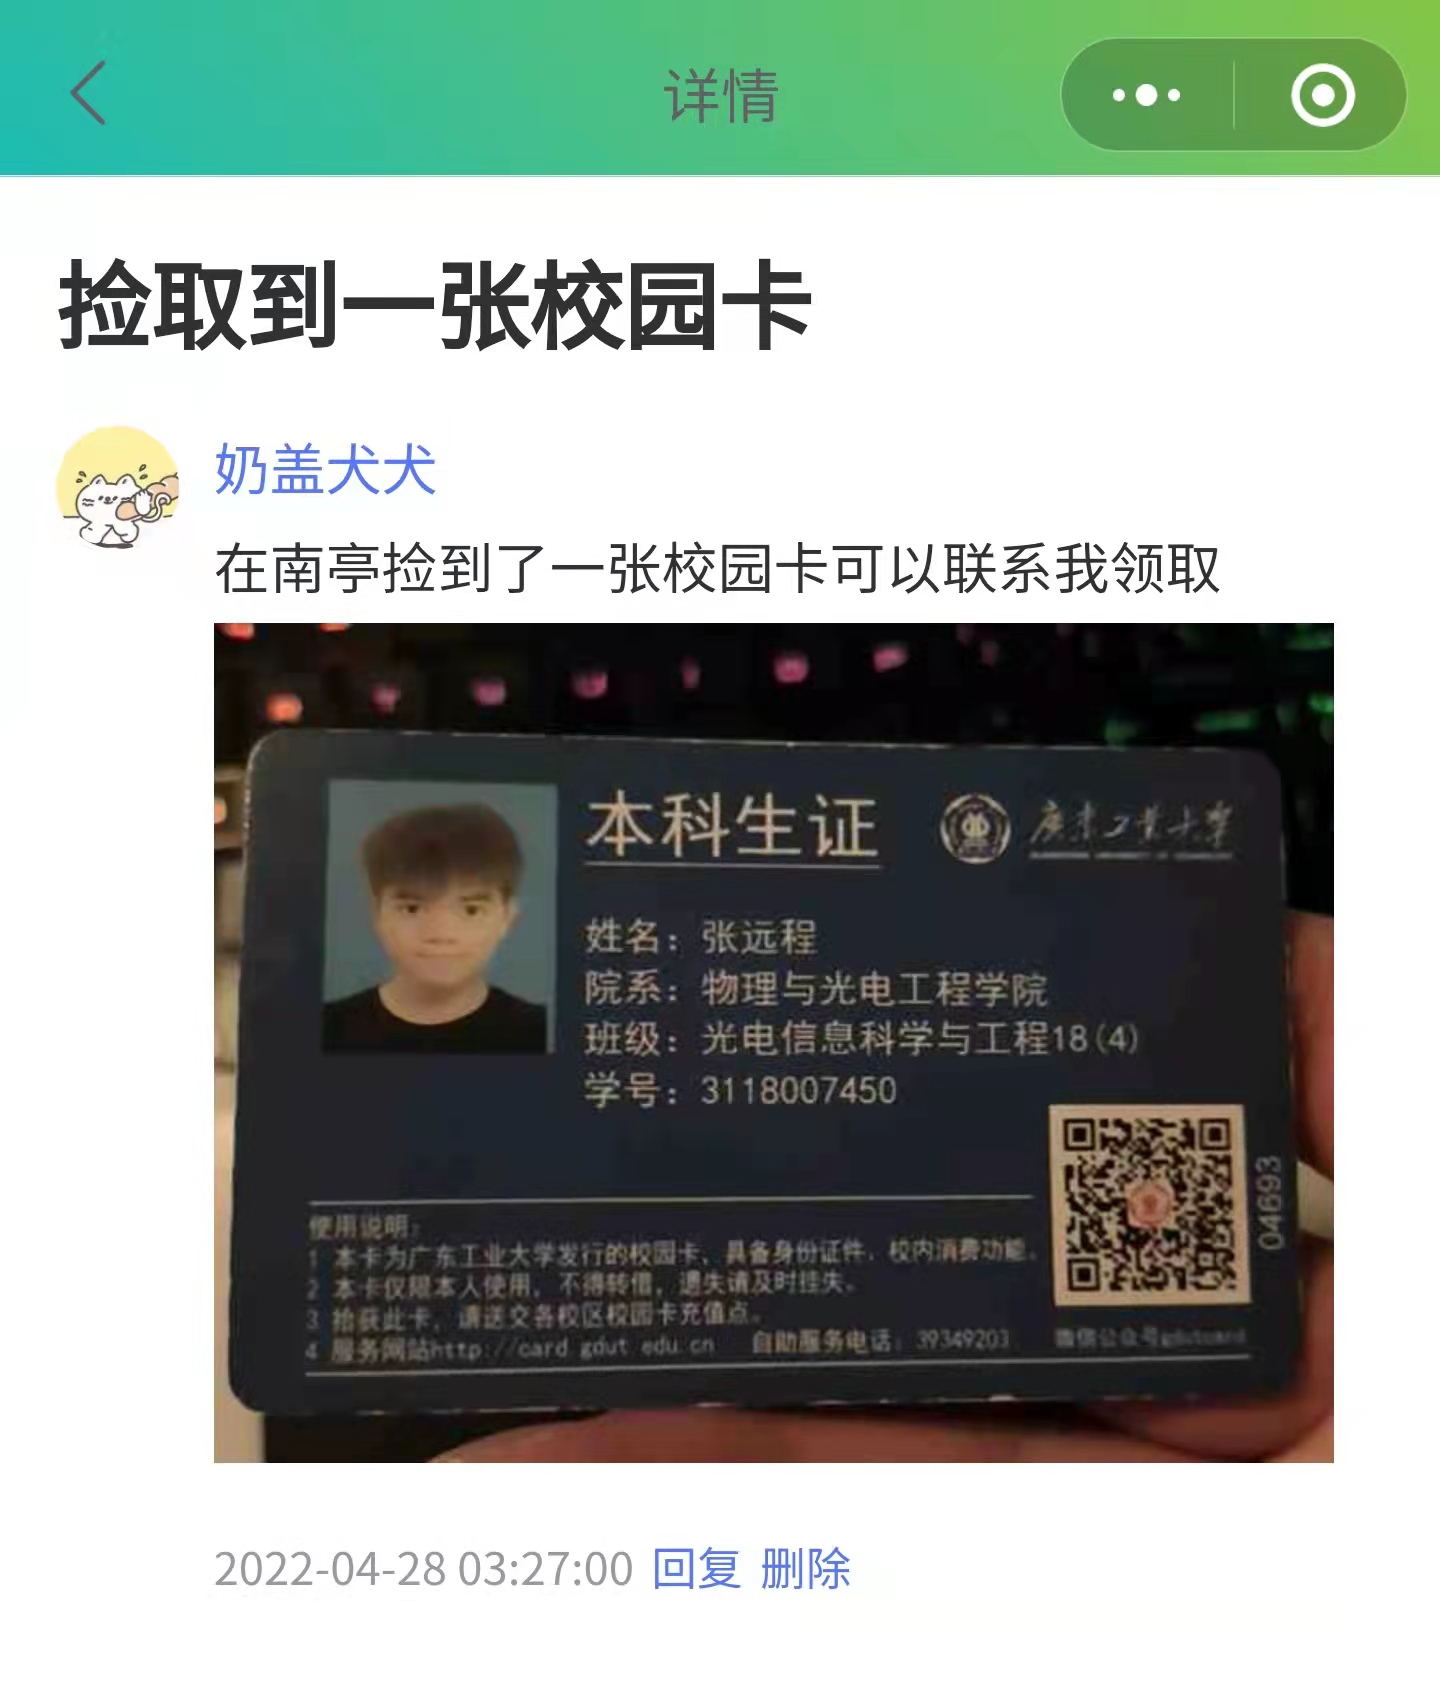 详情
捡取到一张校园卡
奶盖犬犬
在南亭捡到了一张校园卡可以联系我领取
本科生证
广东工业大学
姓名：张远程
院系：物理与光电工程学院
班级：光电信息科学与工程18(4)
学号：3118007450
04693
使用说明：
1 本卡为广东工业大学发行的校园卡，具备身份证件、校内消费功能。
2 本卡仅限本人使用，不得转借，遗失请及时挂失。
3 拾获此卡，请送交各校区校园卡充值点。
4 服务网站http://card.gdut.edu.cn 自助服务电话：39349203 微信公众号gdutcard
2022-04-28 03:27:00 回复 删除